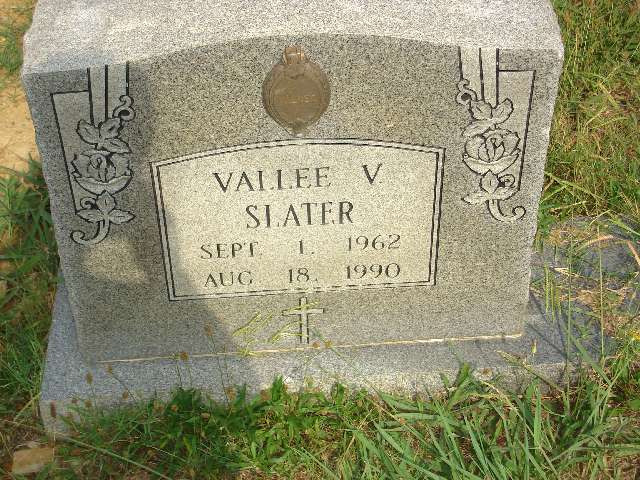 VALLEE V.
SLATER
SEPT. 1, 1962
AUG 18, 1990